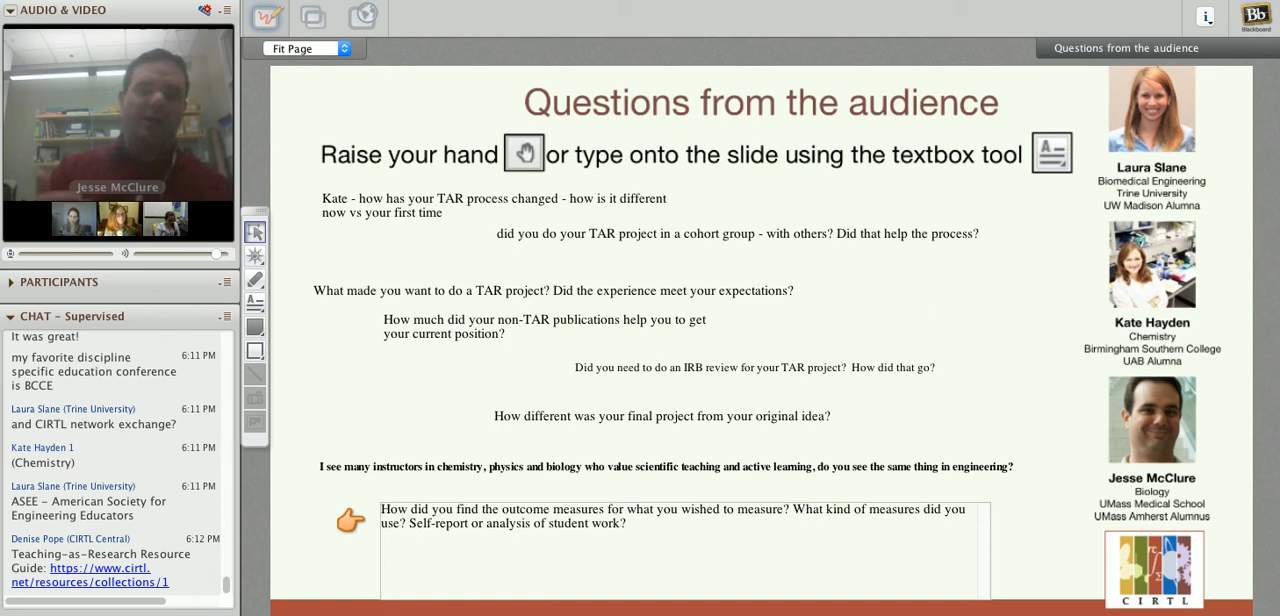 AUDIO & VIDEO
Jesse McClure
PARTICIPANTS
CHAT - Supervised
It was great!
my favorite discipline 6:11 PM
specific education conference
is BCCE
Laura Slane (Trine University) 6:11 PM
and CIRTL network exchange?
Kate Hayden 1 6:11 PM
(Chemistry)
Laura Slane (Trine University) 6:11 PM
ASEE - American Society for
Engineering Educators
Denise Pope (CIRTL Central) 6:12 PM
Teaching-as-Research Resource
Guide: https://www.cirtl.
net/resources/collections/1
Fit Page
Questions from the audience
Bb
Blackboard
Questions from the audience
Raise your hand or type onto the slide using the textbox tool
Kate - how has your TAR process changed - how is it different
now vs your first time
did you do your TAR project in a cohort group - with others? Did that help the process?
What made you want to do a TAR project? Did the experience meet your expectations?
How much did your non-TAR publications help you to get
your current position?
Did you need to do an IRB review for your TAR project? How did that go?
How different was your final project from your original idea?
I see many instructors in chemistry, physics and biology who value scientific teaching and active learning, do you see the same thing in engineering?
How did you find the outcome measures for what you wished to measure? What kind of measures did you
use? Self-report or analysis of student work?
Laura Slane
Biomedical Engineering
Trine University
UW Madison Alumna
Kate Hayden
Chemistry
Birmingham Southern College
UAB Alumna
Jesse McClure
Biology
UMass Medical School
UMass Amherst Alumnus
CIRTL